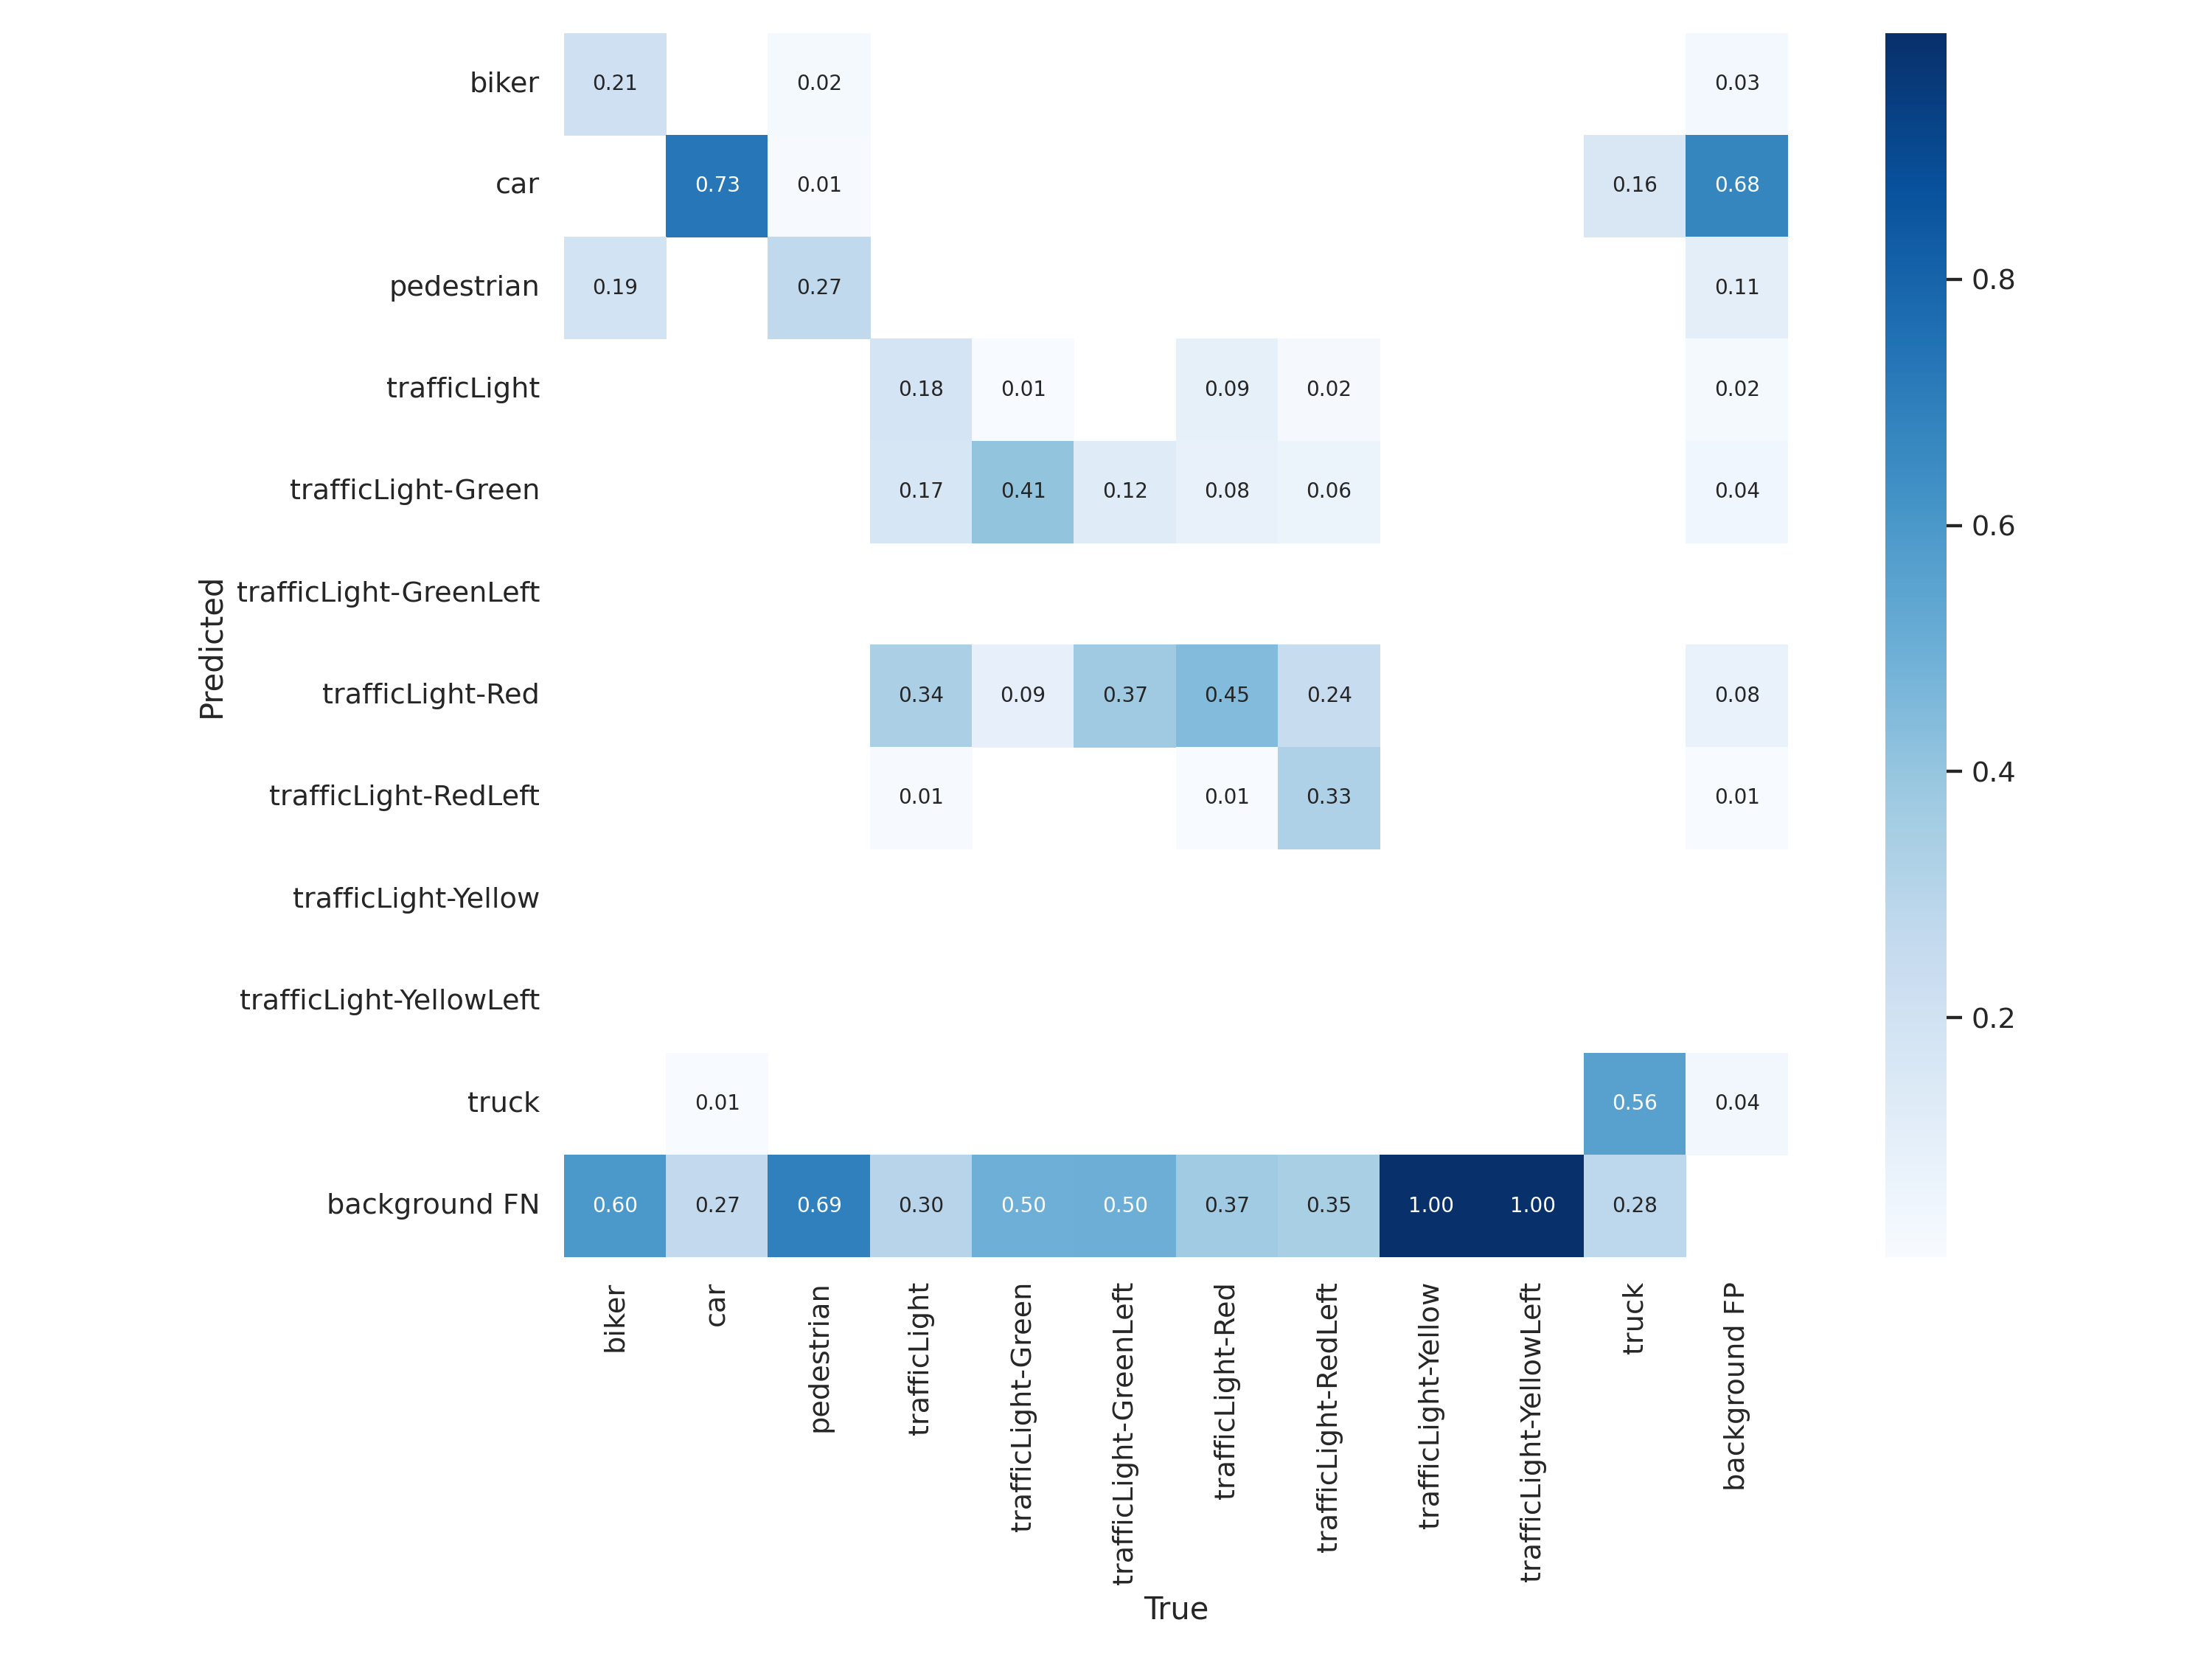 biker 0.21 0.02 0.03
car 0.73 0.01 0.16 0.68
pedestrian 0.19 0.27 0.11
0.8
trafficLight 0.18 0.01 0.09 0.02 0.02
trafficLight-Green 0.17 0.41 0.12 0.08 0.06 0.04
0.6
trafficLight-GreenLeft
Predicted
trafficLight-Red 0.34 0.09 0.37 0.45 0.24 0.08
0.4
trafficLight-RedLeft 0.01 0.01 0.33 0.01
trafficLight-Yellow
trafficLight-YellowLeft
0.2
truck 0.01 0.56 0.04
background FN 0.60 0.27 0.69 0.30 0.50 0.50 0.37 0.35 1.00 1.00 0.28
biker
car
pedestrian
trafficLight
trafficLight-Green
trafficLight-GreenLeft
trafficLight-Red
trafficLight-RedLeft
trafficLight-Yellow
trafficLight-YellowLeft
truck
background FP
True